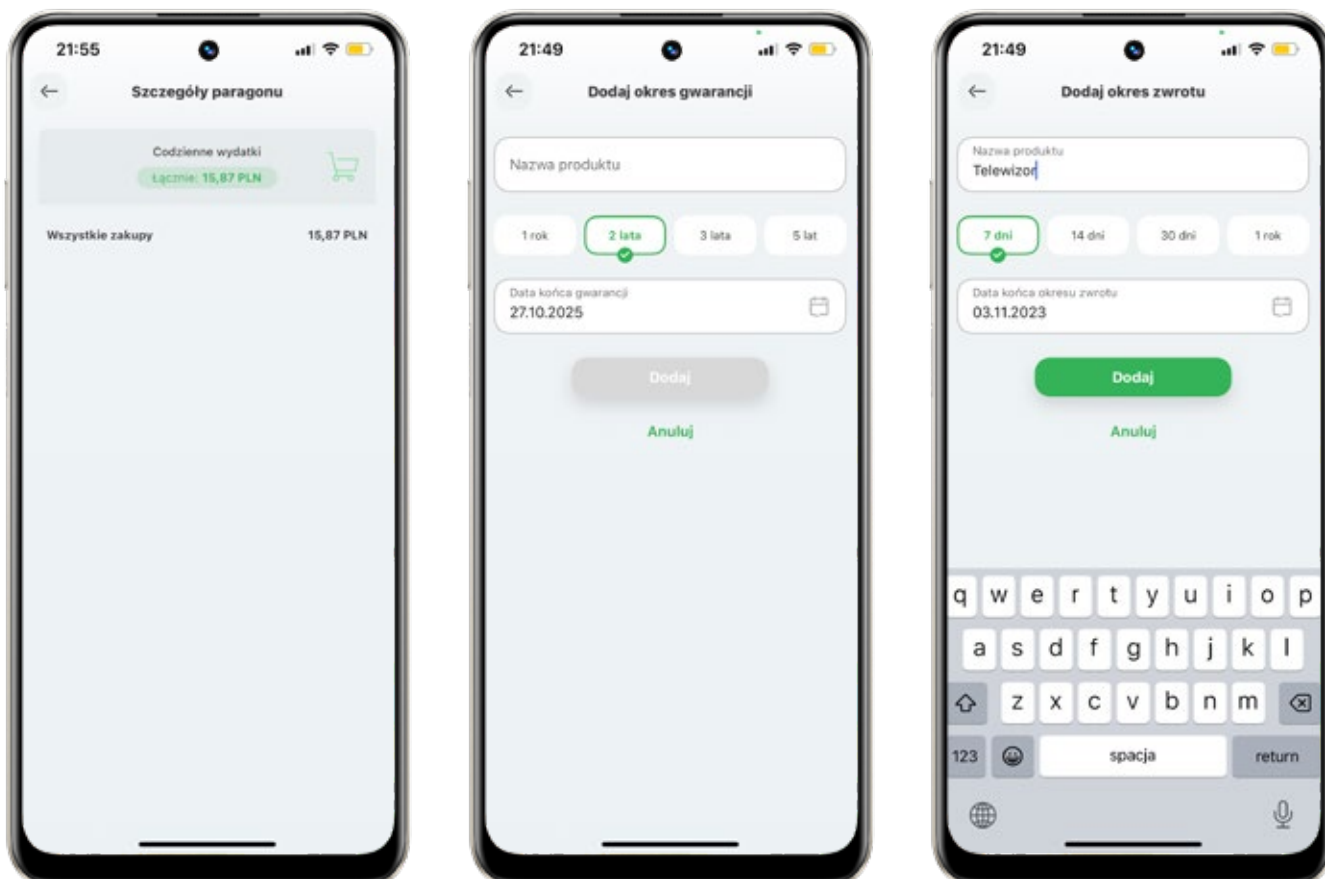 21:55
Szczegóły paragonu
Codzienne wydatki
Łącznie: 15,87 PLN
Wszystkie zakupy 15,87 PLN
21:49
Dodaj okres gwarancji
Nazwa produktu
1 rok 2 lata 3 lata 5 lat
Data końca gwarancji
27.10.2025
Dodaj
Anuluj
21:49
Dodaj okres zwrotu
Nazwa produktu
Telewizor
7 dni 14 dni 30 dni 1 rok
Data końca okresu zwrotu
03.11.2023
Dodaj
Anuluj
q w e r t y u i o p
a s d f g h j k l
z x c v b n m
123 spacja return